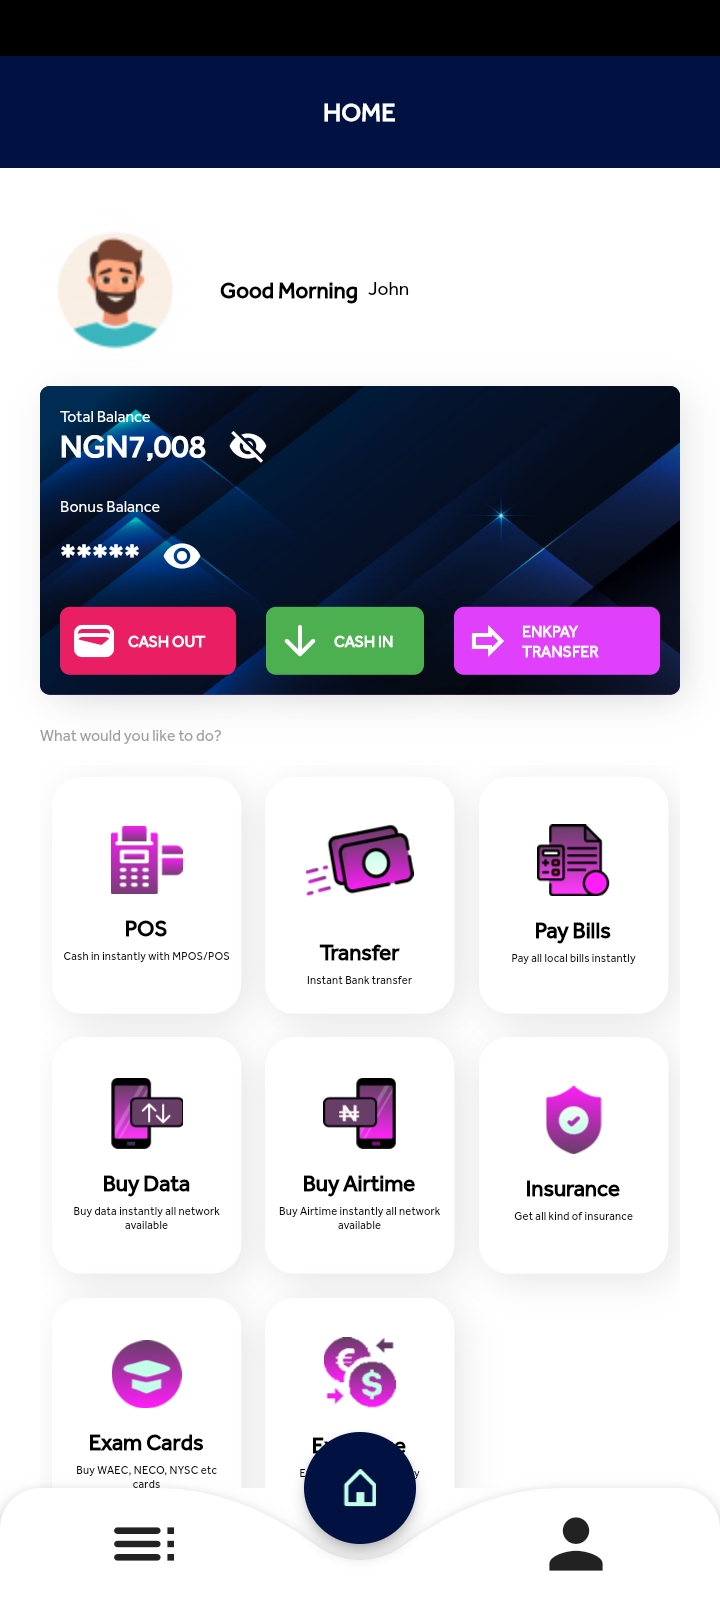 HOME
Good Morning John
Total Balance
NGN7,008
Bonus Balance
*****
CASH OUT
CASH IN
ENKPAY
TRANSFER
What would you like to do?
POS
Cash in instantly with MPOS/POS
Transfer
Instant Bank transfer
Pay Bills
Pay all local bills instantly
Buy Data
Buy data instantly all network
available
Buy Airtime
Buy Airtime instantly all network
available
Insurance
Get all kind of insurance
Exam Cards
Buy WAEC, NECO, NYSC etc
cards